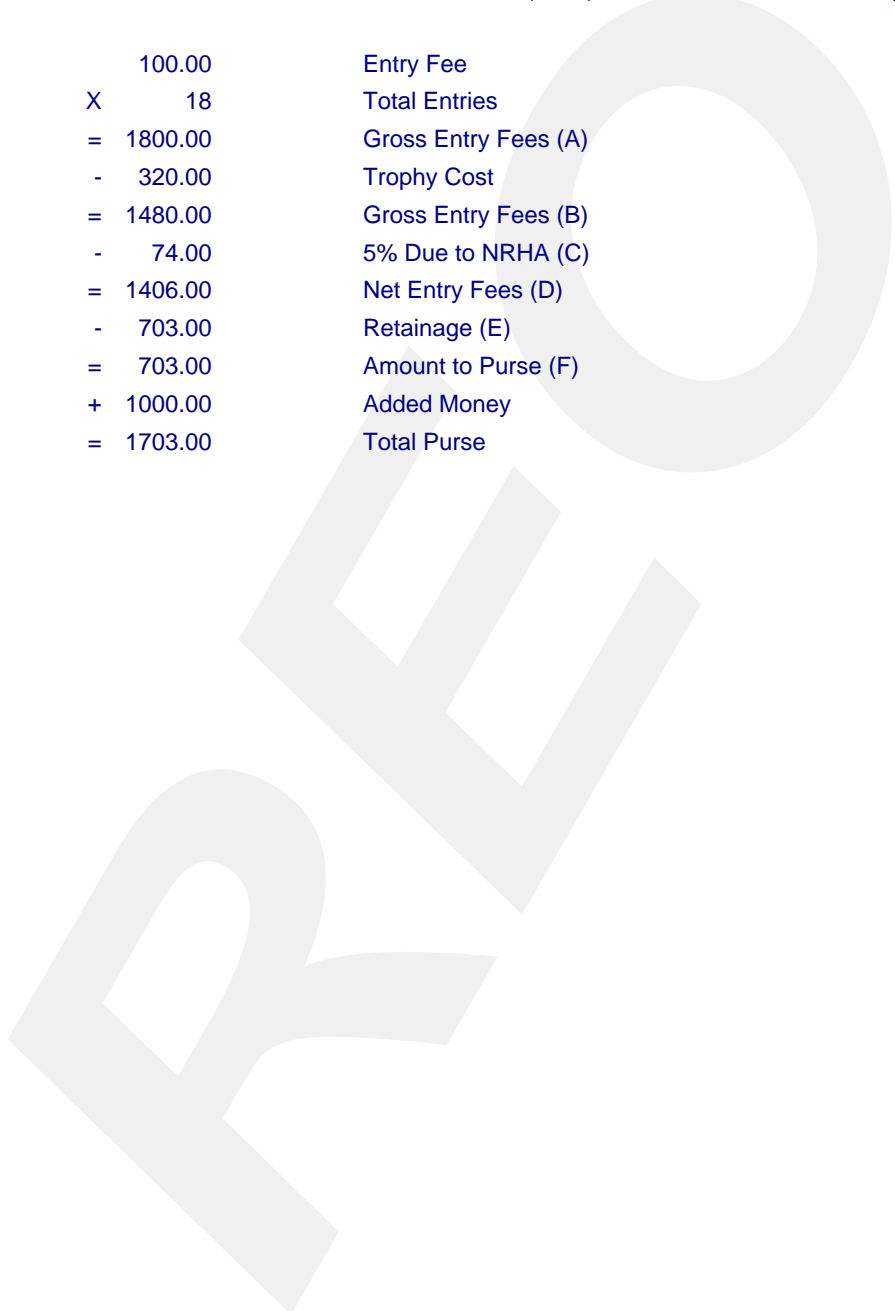 100.00 Entry Fee
X 18 Total Entries
= 1800.00 Gross Entry Fees (A)
- 320.00 Trophy Cost
= 1480.00 Gross Entry Fees (B)
- 74.00 5% Due to NRHA (C)
= 1406.00 Net Entry Fees (D)
- 703.00 Retainage (E)
= 703.00 Amount to Purse (F)
+ 1000.00 Added Money
= 1703.00 Total Purse
REO